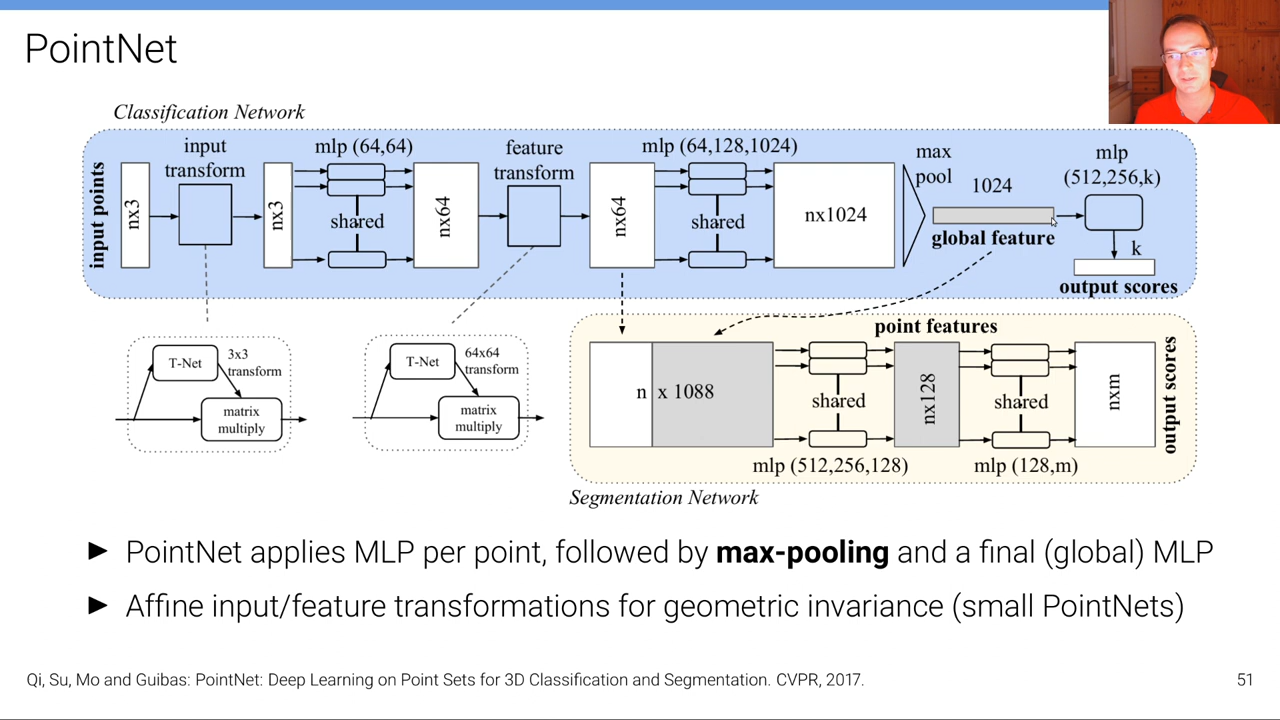 PointNet
Classification Network
input points
nx3
input
transform
nx3
mlp (64,64)
shared
nx64
feature
transform
nx64
mlp (64,128,1024)
shared
nx1024
max
pool
1024
global feature
mlp
(512,256,k)
k
output scores
T-Net
3x3
transform
matrix
multiply
T-Net
64x64
transform
matrix
multiply
point features
n x 1088
shared
mlp (512,256,128)
nx128
shared
mlp (128,m)
nxm
output scores
Segmentation Network
► PointNet applies MLP per point, followed by max-pooling and a final (global) MLP
► Affine input/feature transformations for geometric invariance (small PointNets)
Qi, Su, Mo and Guibas: PointNet: Deep Learning on Point Sets for 3D Classification and Segmentation. CVPR, 2017.
51